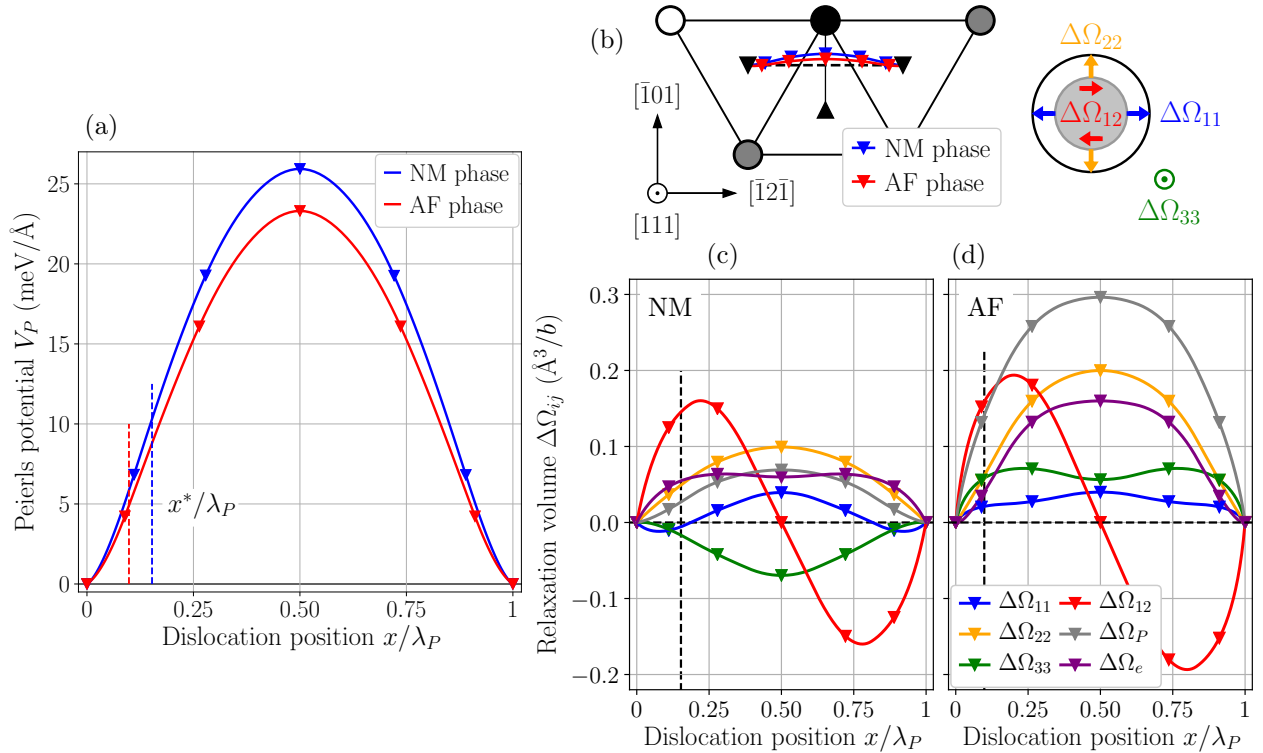 (a)
Peierls potential V_P (meV/Å)
25
20
15
10
5
0
NM phase
AF phase
x*/λ_P
0
0.25
0.50
0.75
1
Dislocation position x/λ_P
(b)
[1̄01]
[1̄21̄]
[111]
NM phase
AF phase
ΔΩ₂₂
ΔΩ₁₂
ΔΩ₁₁
ΔΩ₃₃
(c)
Relaxation volume ΔΩ_ij (Å³/b)
0.3
0.2
0.1
0.0
−0.1
−0.2
NM
0
0.25
0.50
0.75
1
Dislocation position x/λ_P
(d)
AF
ΔΩ₁₁
ΔΩ₂₂
ΔΩ₃₃
ΔΩ₁₂
ΔΩ_P
ΔΩ_e
0
0.25
0.50
0.75
1
Dislocation position x/λ_P